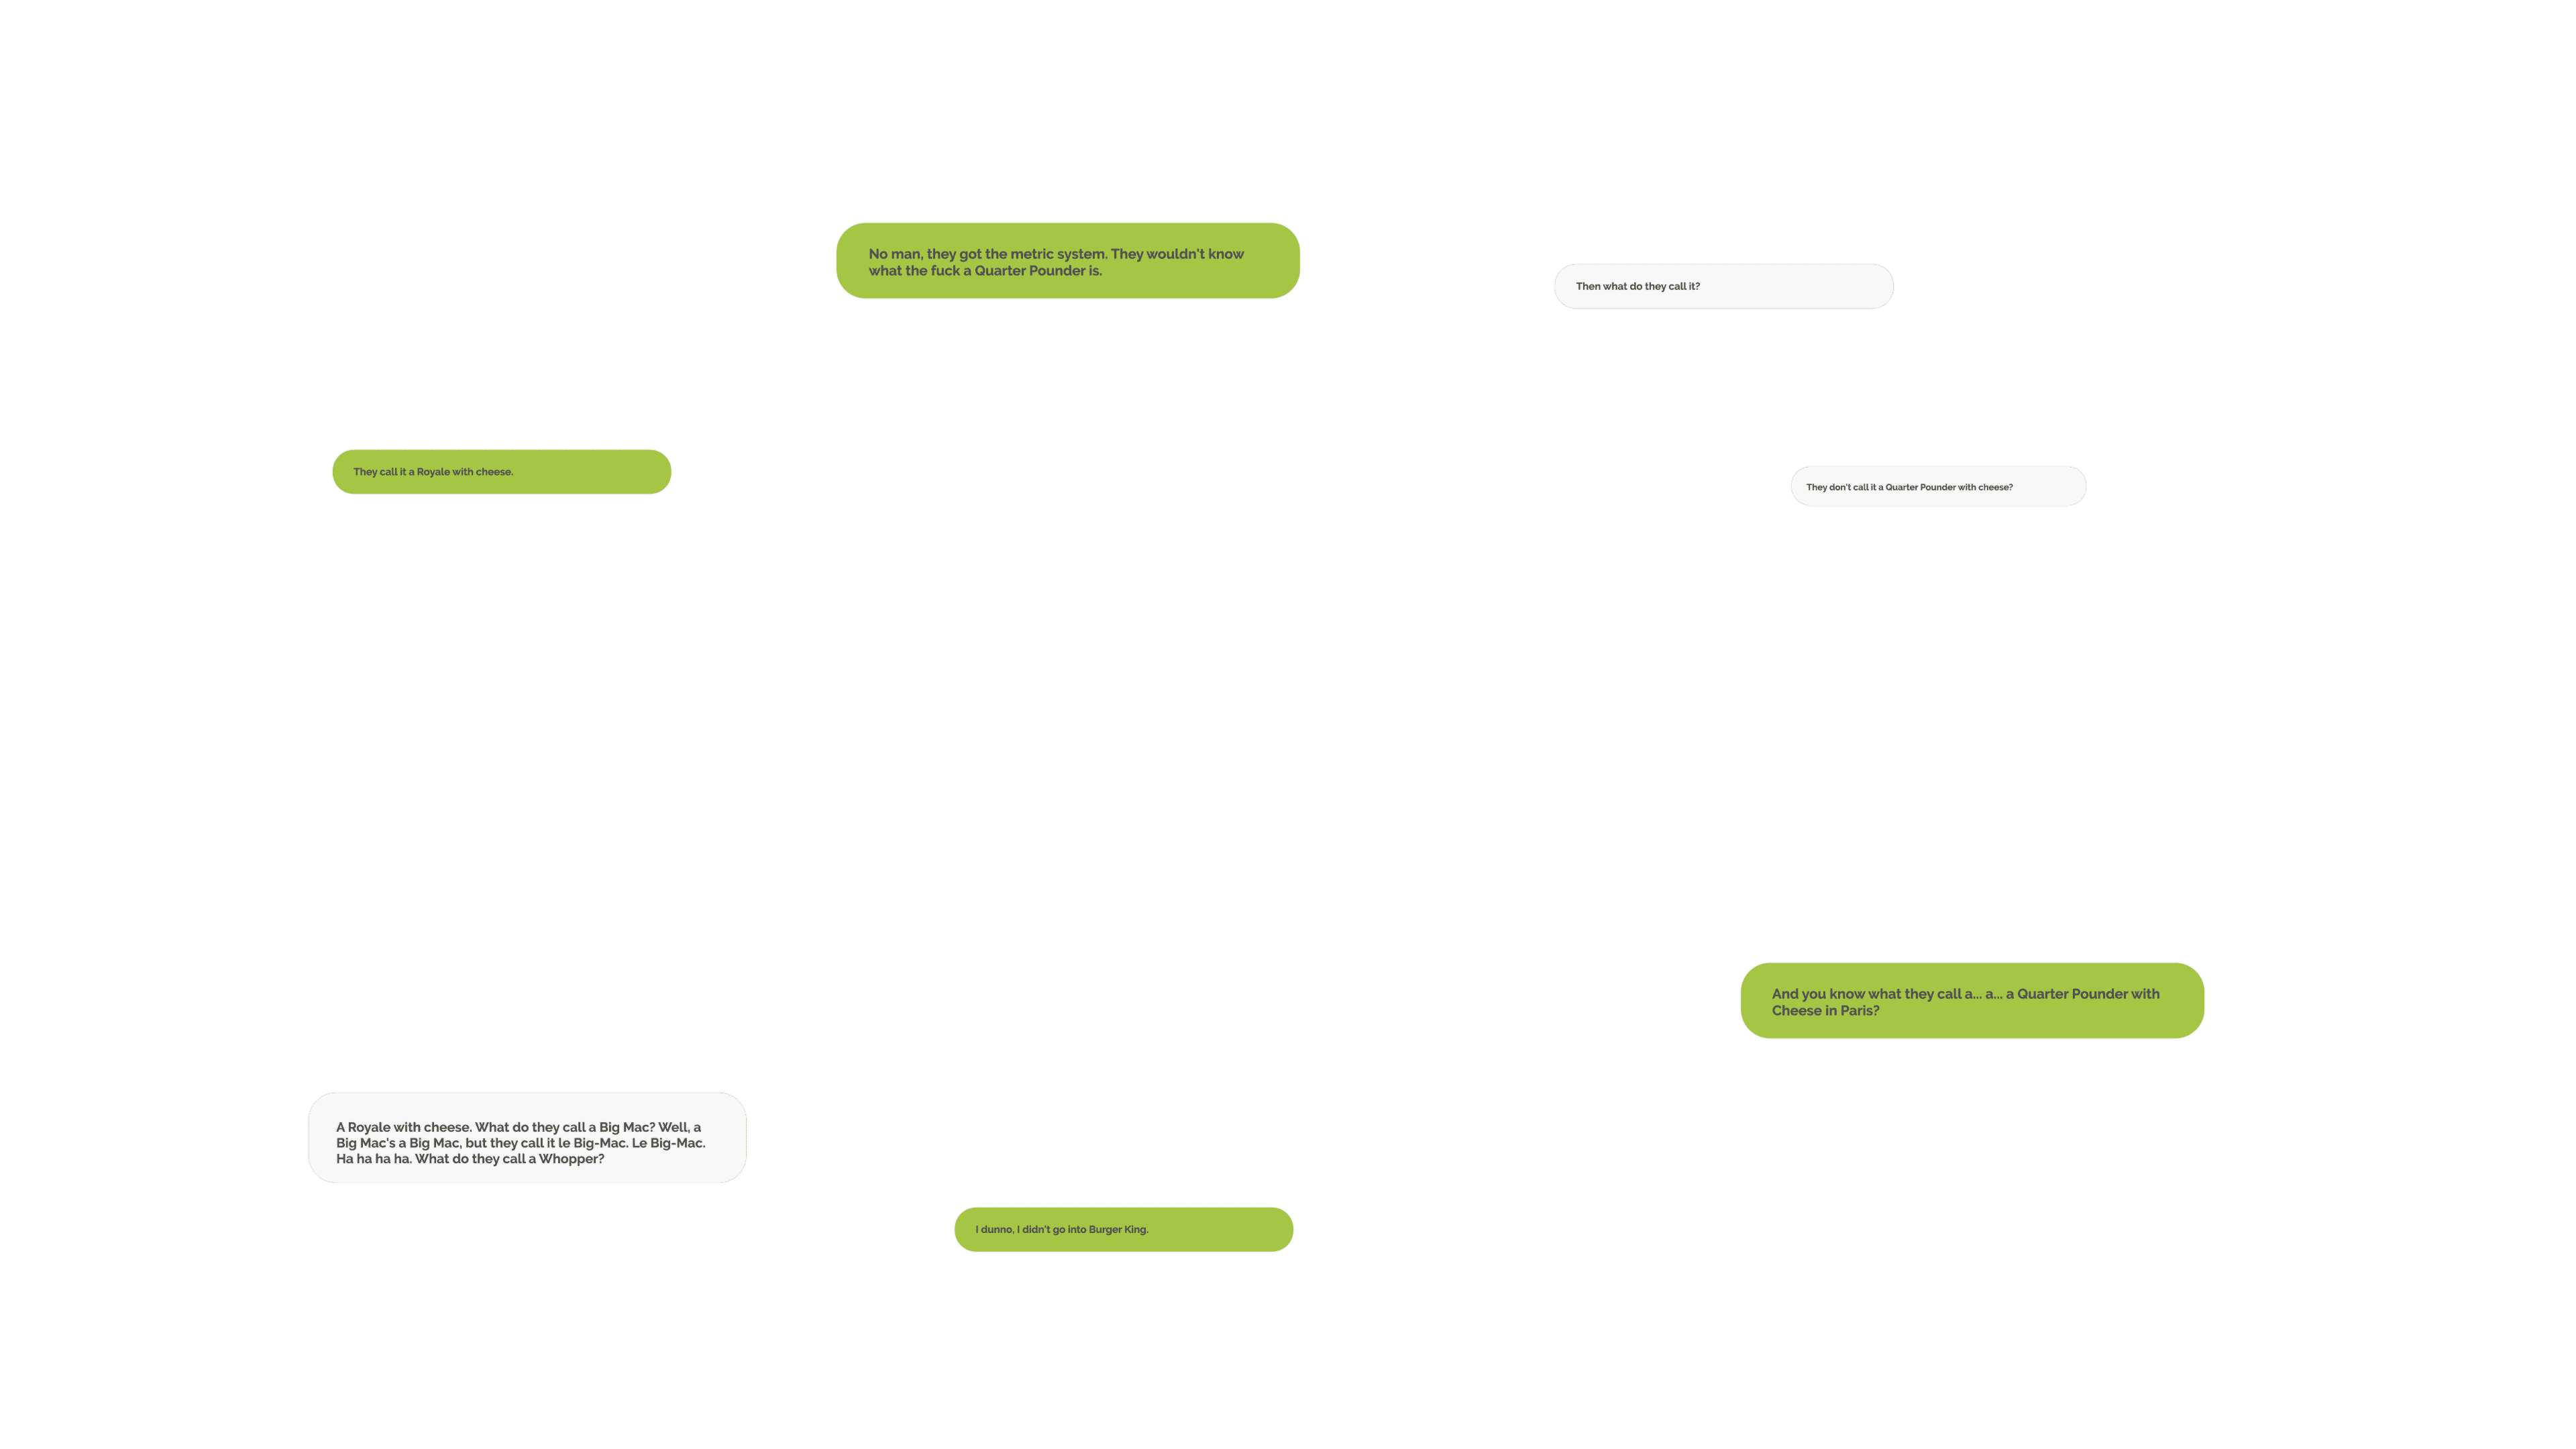 No man, they got the metric system. They wouldn't know
what the fuck a Quarter Pounder is.
Then what do they call it?
They call it a Royale with cheese.
They don't call it a Quarter Pounder with cheese?
And you know what they call a... a... a Quarter Pounder with
Cheese in Paris?
A Royale with cheese. What do they call a Big Mac? Well, a
Big Mac's a Big Mac, but they call it le Big-Mac. Le Big-Mac.
Ha ha ha ha. What do they call a Whopper?
I dunno, I didn't go into Burger King.